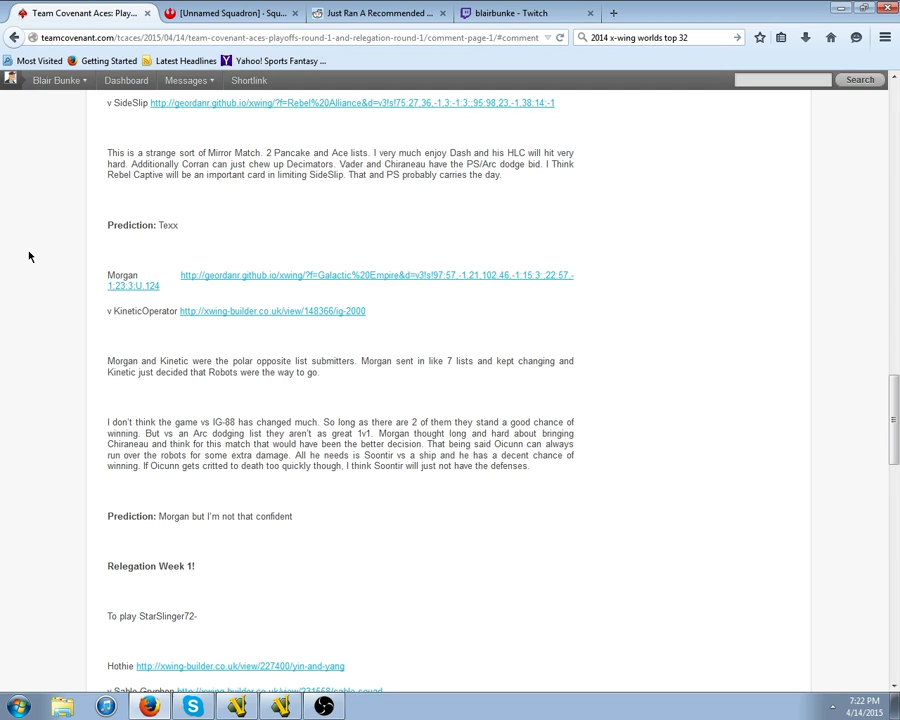 Team Covenant Aces: Play...
[Unnamed Squadron] · Squ...
Just Ran A Recommended ...
blairbunke - Twitch
teamcovenant.com/tcaces/2015/04/14/team-covenant-aces-playoffs-round-1-and-relegation-round-1/comment-page-1/#comment
2014 x-wing worlds top 32
Most Visited
Getting Started
Latest Headlines
Yahoo! Sports Fantasy ...
Blair Bunke
Dashboard
Messages
Shortlink
Search
v SideSlip http://geordanr.github.io/xwing/?f=Rebel%20Alliance&d=v3!s!75:27,36,-1,3:-1:3:;95:98,23,-1,38:14:-1
This is a strange sort of Mirror Match. 2 Pancake and Ace lists. I very much enjoy Dash and his HLC will hit very
hard. Additionally Corran can just chew up Decimators. Vader and Chiraneau have the PS/Arc dodge bid. I Think
Rebel Captive will be an important card in limiting SideSlip. That and PS probably carries the day.
Prediction: Texx
Morgan http://geordanr.github.io/xwing/?f=Galactic%20Empire&d=v3!s!97:57,-1,21,102,46,-1:15:3:;22:57,-
1:23:3:U.124
v KineticOperator http://xwing-builder.co.uk/view/148366/ig-2000
Morgan and Kinetic were the polar opposite list submitters. Morgan sent in like 7 lists and kept changing and
Kinetic just decided that Robots were the way to go.
I don't think the game vs IG-88 has changed much. So long as there are 2 of them they stand a good chance of
winning. But vs an Arc dodging list they aren't as great 1v1. Morgan thought long and hard about bringing
Chiraneau and think for this match that would have been the better decision. That being said Oicunn can always
run over the robots for some extra damage. All he needs is Soontir vs a ship and he has a decent chance of
winning. If Oicunn gets critted to death too quickly though, I think Soontir will just not have the defenses.
Prediction: Morgan but I'm not that confident
Relegation Week 1!
To play StarSlinger72-
Hothie http://xwing-builder.co.uk/view/227400/yin-and-yang
v Sable Gryphon http://xwing-builder.co.uk/view/231558/sable-squad
7:22 PM
4/14/2015